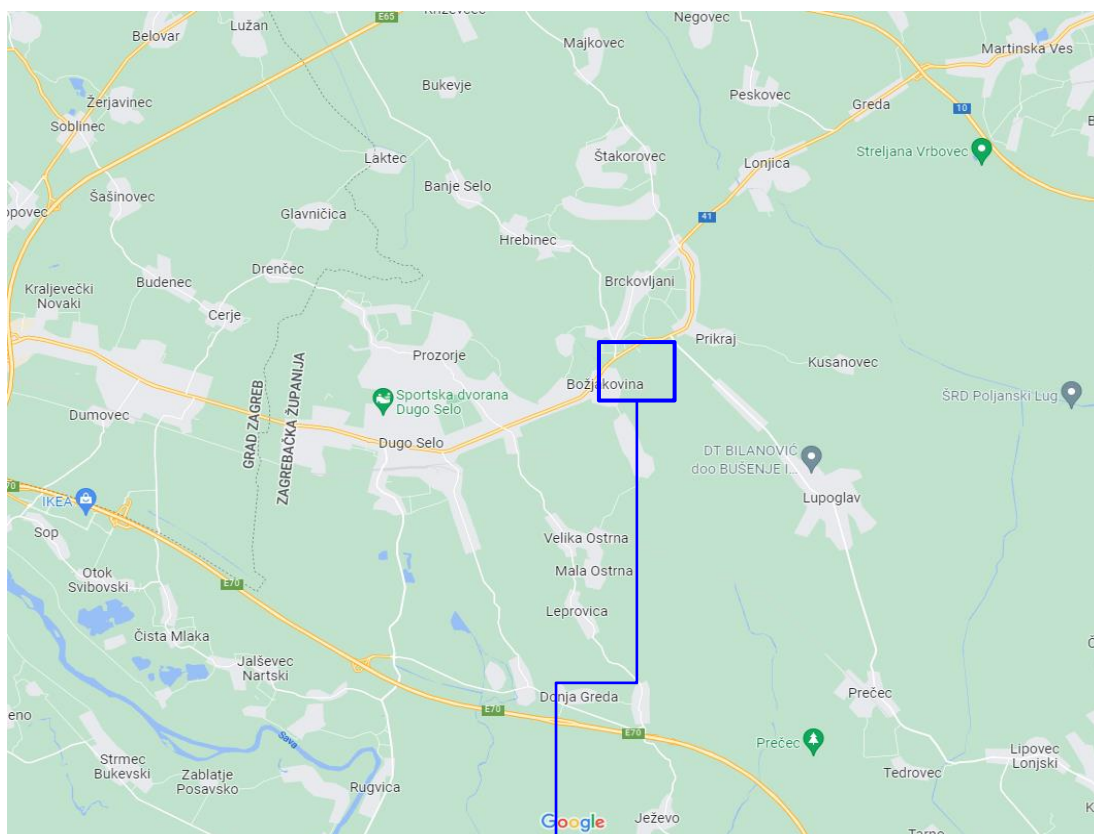 E65
Križevčec
Negovec
Belovar
Lužan
Majkovec
Martinska Ves
Bukevje
Peskovec
Greda
Žerjavinec
10
Soblinec
Štakorovec
Streljana Vrbovec
Laktec
Lonjica
Banje Selo
Šašinovec
opovec
Glavničica
41
Hrebinec
Drenčec
Brckovljani
Budenec
Kraljevečki
Novaki
Cerje
Prikraj
Prozorje
Kusanovec
Božjakovina
Sportska dvorana
Dugo Selo
ŠRD Poljanski Lug
GRAD ZAGREB
ZAGREBAČKA ŽUPANIJA
Dumovec
Dugo Selo
DT BILANOVIĆ
doo BUŠENJE I...
E70
IKEA
Lupoglav
Sop
Velika Ostrna
Otok
Svibovski
Mala Ostrna
E70
Leprovica
Čista Mlaka
Jalševec
Nartski
Donja Greda
Prečec
E70
eno
E70
Sava
Prečec
Strmec
Bukevski
Lipovec
Lonjski
Zablatje
Posavsko
Tedrovec
Rugvica
Google
Ježevo
Tarno